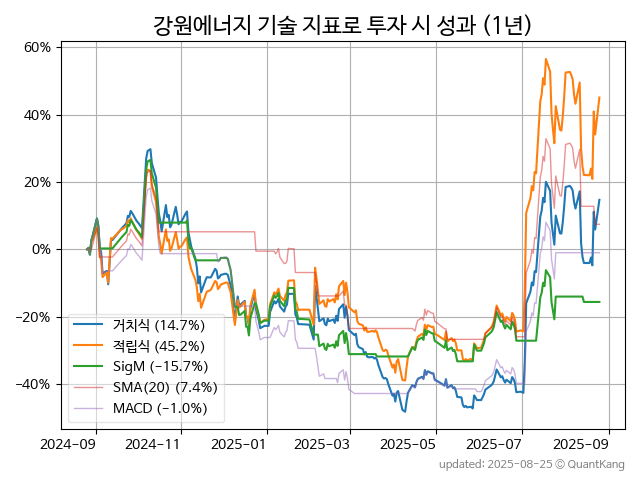 강원에너지 기술 지표로 투자 시 성과 (1년)
60%
40%
20%
0%
−20%
−40%
거치식 (14.7%)
적립식 (45.2%)
SigM (−15.7%)
SMA(20) (7.4%)
MACD (−1.0%)
2024-09
2024-11
2025-01
2025-03
2025-05
2025-07
2025-09
updated: 2025-08-25 © QuantKang